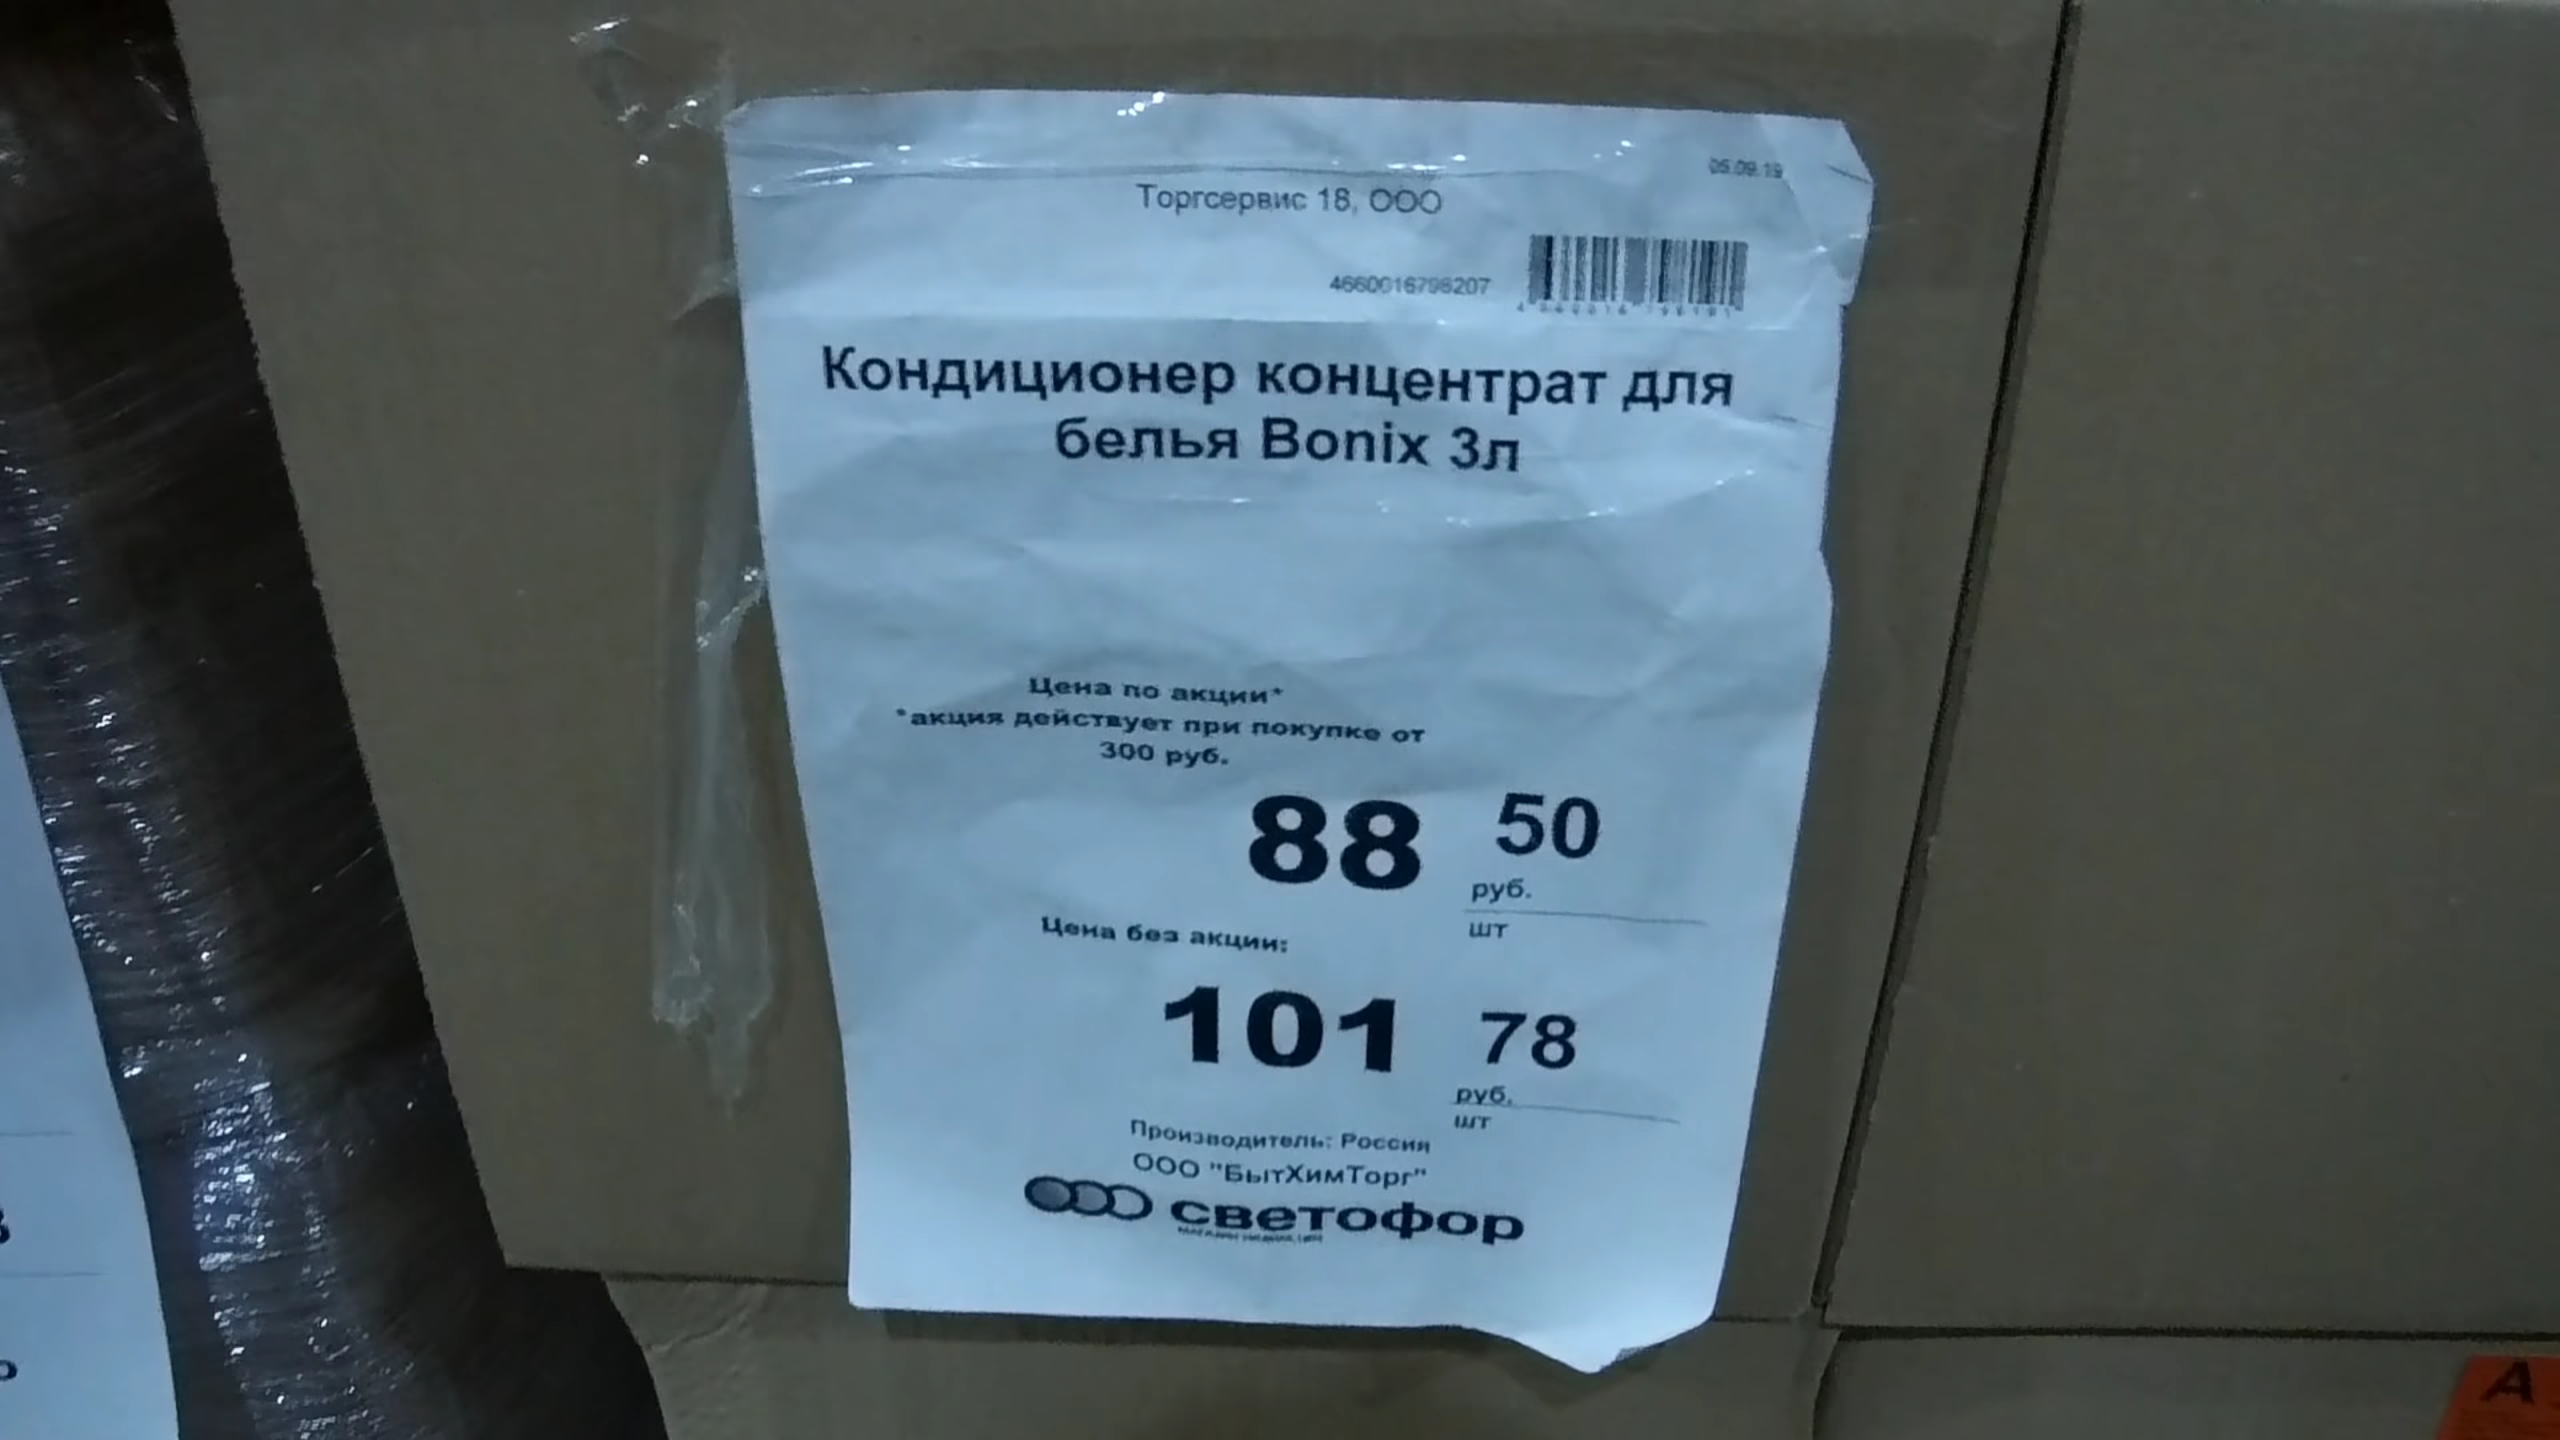 05.09.19
Торгсервис 18, ООО
4660016798207
Кондиционер концентрат для
белья Bonix 3л
Цена по акции*
*акция действует при покупке от
300 руб.
88 50
руб.
шт
Цена без акции:
101 78
руб.
шт
Производитель: Россия
ООО "БытХимТорг"
светофор
А